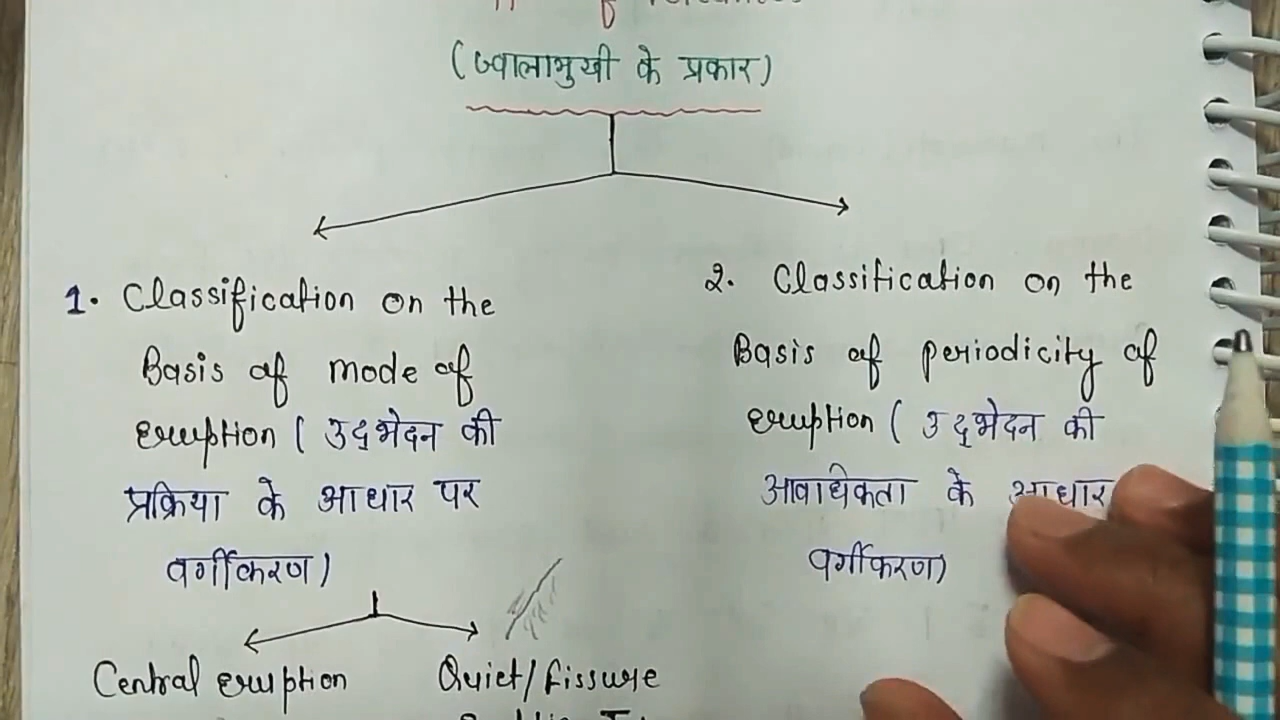 (ज्वालामुखी के प्रकार)
1. Classification on the
Basis of mode of
eruption ( उद्भेदन की
प्रक्रिया के आधार पर
वर्गीकरण)
2. Classification on the
Basis of periodicity of
eruption ( उद्भेदन की
आवाधिकता के आधार
वर्गीकरण)
Central eruption
Quiet/fissure